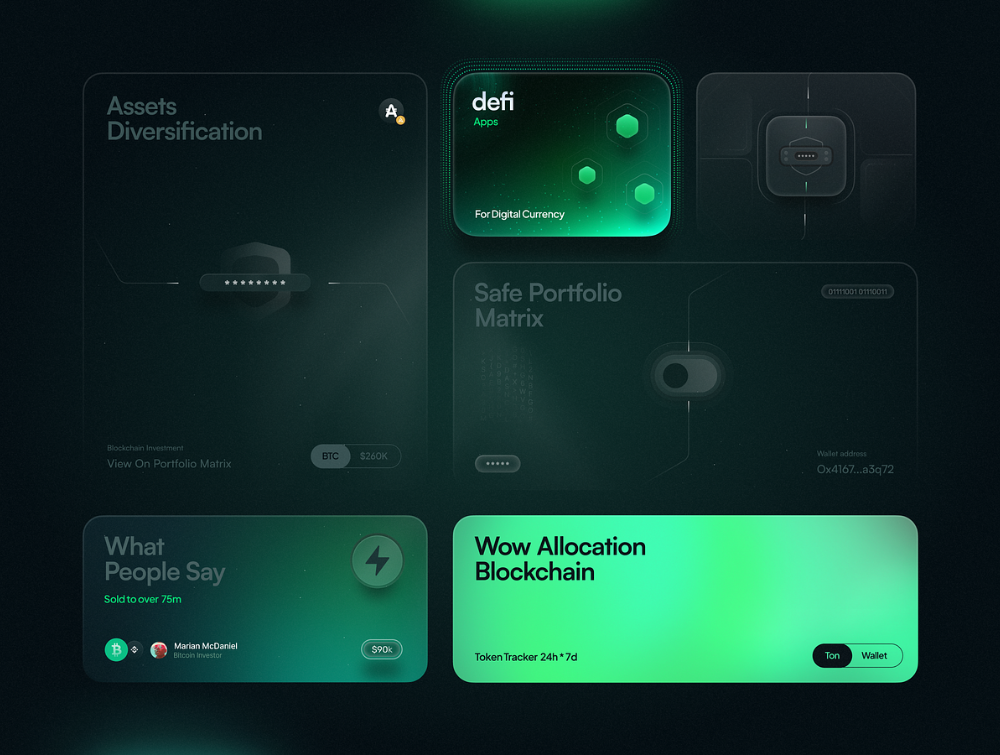 Assets
Diversification
********
Blockchain Investment
View On Portfolio Matrix
BTC
$260K
defi
Apps
For Digital Currency
*****
Safe Portfolio
Matrix
01111001 01110011
*****
Wallet address
0x4167...a3q72
What
People Say
Sold to over 75m
Marian McDaniel
Bitcoin Investor
$90k
Wow Allocation
Blockchain
Token Tracker 24h * 7d
Ton
Wallet